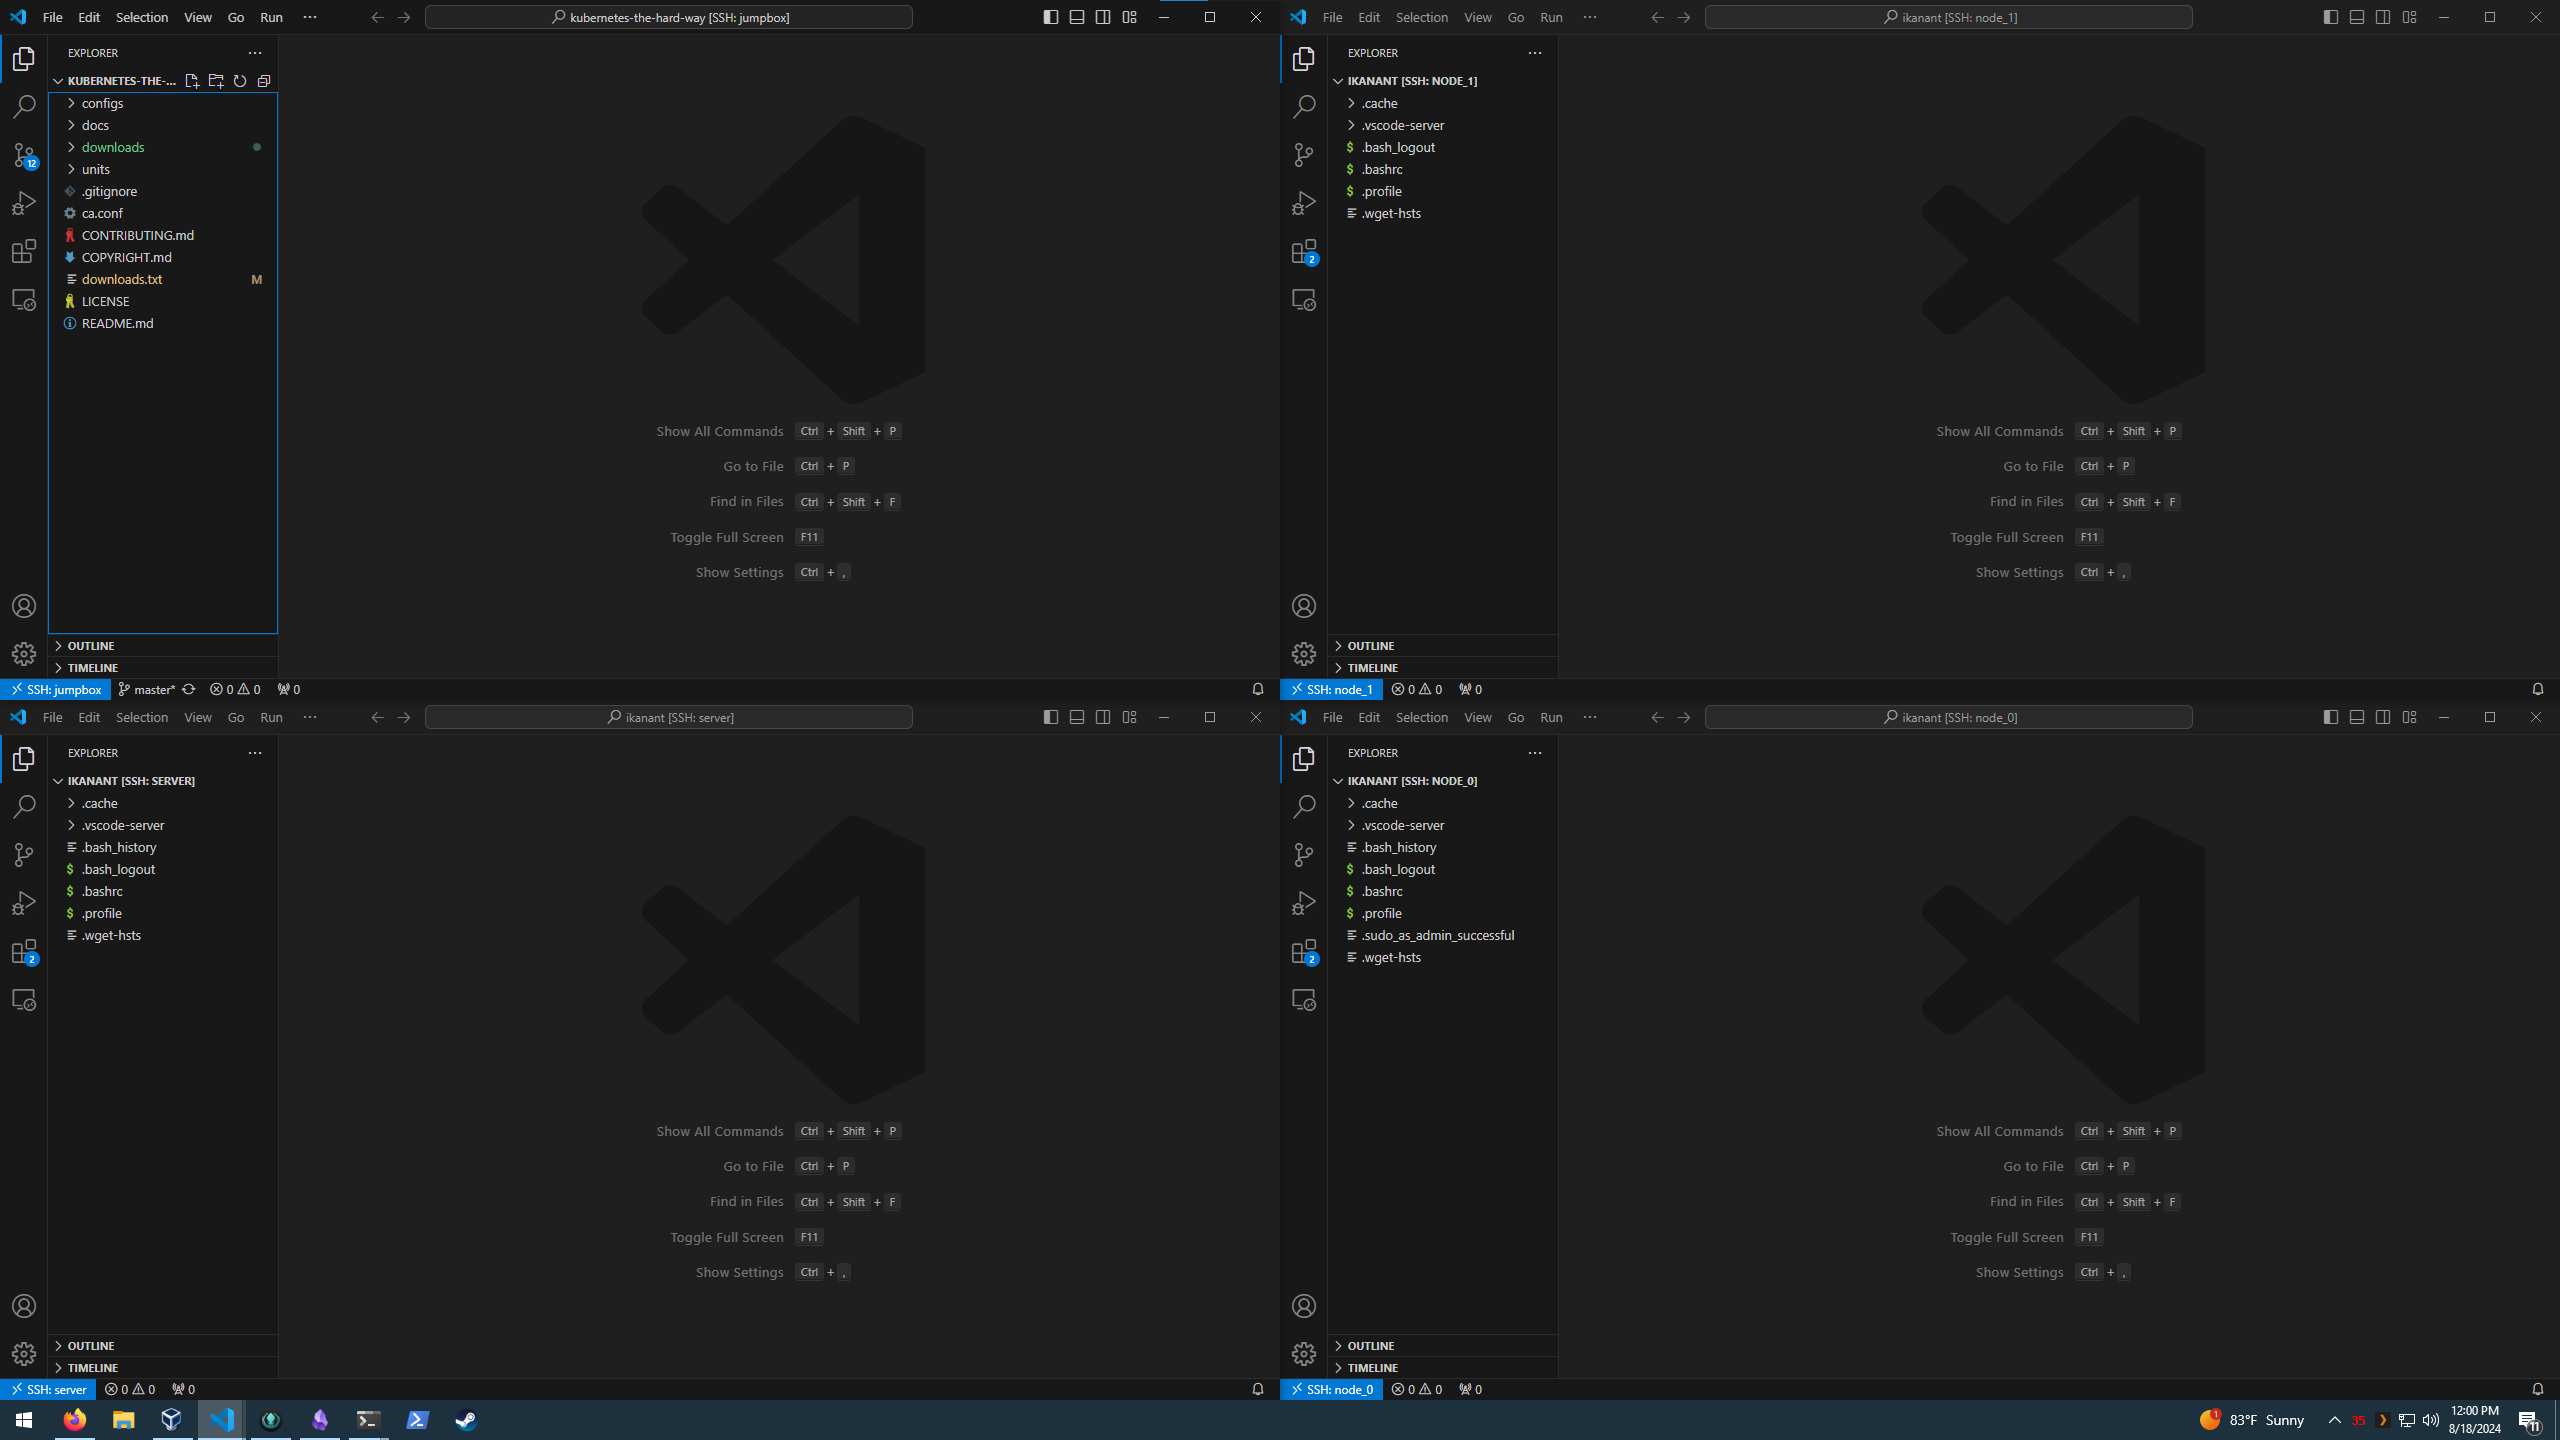 File Edit Selection View Go Run ··· kubernetes-the-hard-way [SSH: jumpbox]
EXPLORER
KUBERNETES-THE-...
configs
docs
downloads
units
.gitignore
ca.conf
CONTRIBUTING.md
COPYRIGHT.md
downloads.txt M
LICENSE
README.md
12
Show All Commands Ctrl + Shift + P
Go to File Ctrl + P
Find in Files Ctrl + Shift + F
Toggle Full Screen F11
Show Settings Ctrl + ,
OUTLINE
TIMELINE
SSH: jumpbox master* 0 0 0
File Edit Selection View Go Run ··· ikanant [SSH: node_1]
EXPLORER
IKANANT [SSH: NODE_1]
.cache
.vscode-server
$ .bash_logout
$ .bashrc
$ .profile
.wget-hsts
2
Show All Commands Ctrl + Shift + P
Go to File Ctrl + P
Find in Files Ctrl + Shift + F
Toggle Full Screen F11
Show Settings Ctrl + ,
OUTLINE
TIMELINE
SSH: node_1 0 0 0
File Edit Selection View Go Run ··· ikanant [SSH: server]
EXPLORER
IKANANT [SSH: SERVER]
.cache
.vscode-server
.bash_history
$ .bash_logout
$ .bashrc
$ .profile
.wget-hsts
2
Show All Commands Ctrl + Shift + P
Go to File Ctrl + P
Find in Files Ctrl + Shift + F
Toggle Full Screen F11
Show Settings Ctrl + ,
OUTLINE
TIMELINE
SSH: server 0 0 0
File Edit Selection View Go Run ··· ikanant [SSH: node_0]
EXPLORER
IKANANT [SSH: NODE_0]
.cache
.vscode-server
.bash_history
$ .bash_logout
$ .bashrc
$ .profile
.sudo_as_admin_successful
.wget-hsts
2
Show All Commands Ctrl + Shift + P
Go to File Ctrl + P
Find in Files Ctrl + Shift + F
Toggle Full Screen F11
Show Settings Ctrl + ,
OUTLINE
TIMELINE
SSH: node_0 0 0 0
1 83°F Sunny 35 12:00 PM
8/18/2024 11